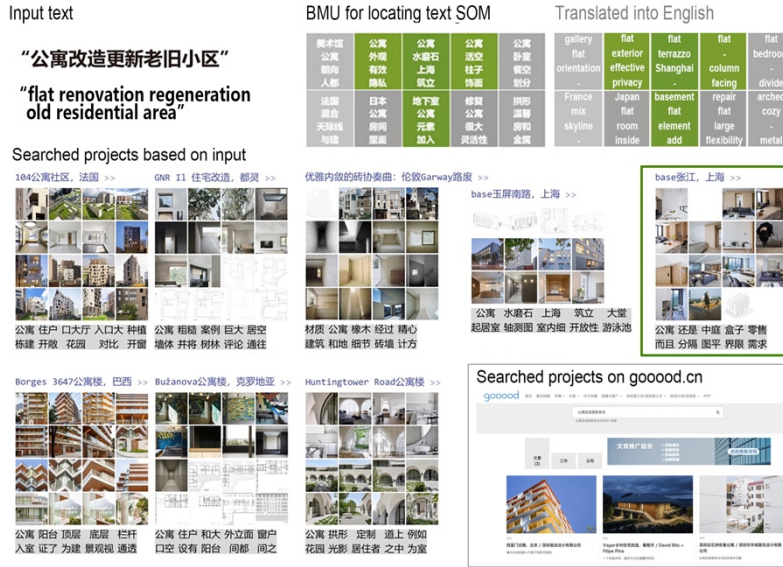 Input text
“公寓改造更新老旧小区”
“flat renovation regeneration
old residential area”
BMU for locating text SOM
美术馆 公寓 公寓 公寓 公寓
公寓 外观 水磨石 活空 卧室
朝向 有效 上海 柱子 餐空
人都 隐私 筑立 饰面 划分
法国 日本 地下室 修复 拱形
混合 公寓 公寓 公寓 公寓
天际线 房间 元素 很大 房和
与建 里面 加入 灵活性 金属
Translated into English
gallery flat flat flat flat
flat exterior terrazzo - bedroom
orientation effective Shanghai column -
- privacy - facing divide
France Japan basement repair arched
mix flat flat flat cozy
skyline room element large -
- inside add flexibility metal
Searched projects based on input
104公寓社区，法国 >>
GNR I1 住宅改造，都灵 >>
优雅内敛的砖协奏曲：伦敦Garway路废 >>
base玉屏南路，上海 >>
base张江，上海 >>
公寓 住户 口大厅 入口大 种植
栋建 开敞 花园 对比 开窗
公寓 粗糙 案例 巨大 居空
墙体 并将 树林 评论 通往
材质 公寓 橡木 经过 精心
建筑 和地 细节 砖墙 计方
公寓 水磨石 上海 筑立 大堂
起居室 轴测图 室内细 开放性 游泳池
公寓 还是 中庭 盒子 零售
而且 分隔 图平 界限 需求
Borges 3647公寓楼，巴西 >>
Bužanova公寓，克罗地亚 >>
Huntingtower Road公寓楼 >>
公寓 阳台 顶层 底层 栏杆
入室 证了 为建 景观视 通透
公寓 住户 和大 外立面 窗户
口空 设有 阳台 间都 间之
公寓 拱形 定制 道上 例如
花园 光影 居住者 之中 为室
Searched projects on gooood.cn
gooood
文章推广服务
文章
(3)
工作
公司